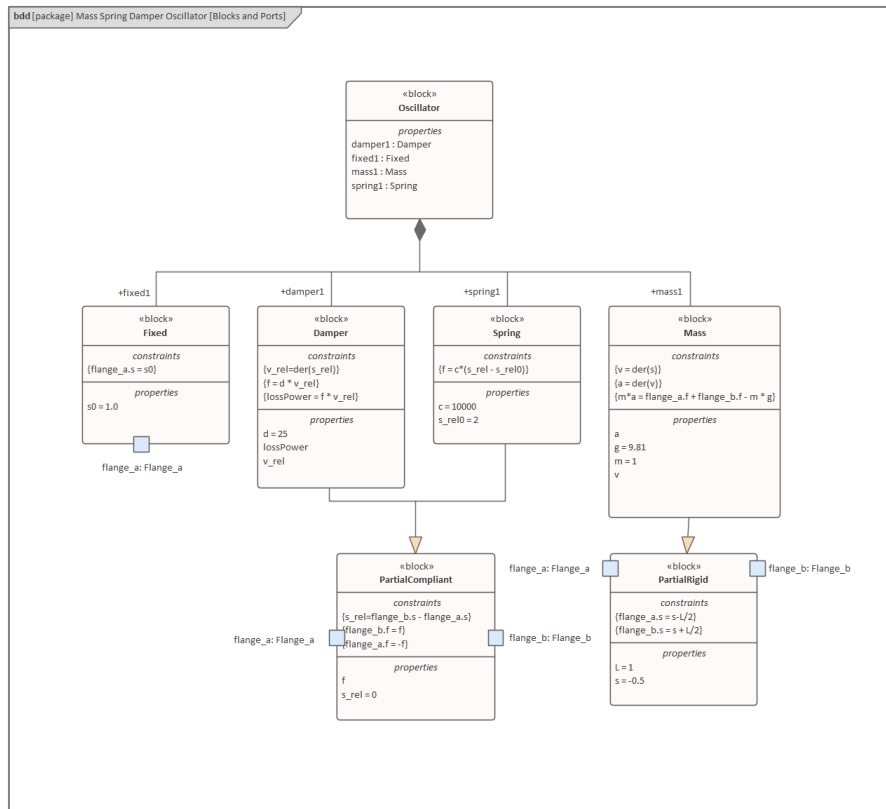 bdd [package] Mass Spring Damper Oscillator [Blocks and Ports]
«block»
Oscillator
properties
damper1 : Damper
fixed1 : Fixed
mass1 : Mass
spring1 : Spring
+fixed1
+damper1
+spring1
+mass1
«block»
Fixed
constraints
{flange_a.s = s0}
properties
s0 = 1.0
flange_a: Flange_a
«block»
Damper
constraints
{v_rel=der(s_rel)}
{f = d * v_rel}
{lossPower = f * v_rel}
properties
d = 25
lossPower
v_rel
«block»
Spring
constraints
{f = c*(s_rel - s_rel0)}
properties
c = 10000
s_rel0 = 2
«block»
Mass
constraints
{v = der(s)}
{a = der(v)}
{m*a = flange_a.f + flange_b.f - m * g}
properties
a
g = 9.81
m = 1
v
«block»
PartialCompliant
constraints
{s_rel=flange_b.s - flange_a.s}
{flange_b.f = f}
{flange_a.f = -f}
properties
f
s_rel = 0
flange_a: Flange_a
flange_b: Flange_b
«block»
PartialRigid
constraints
{flange_a.s = s-L/2}
{flange_b.s = s + L/2}
properties
L = 1
s = -0.5
flange_a: Flange_a
flange_b: Flange_b